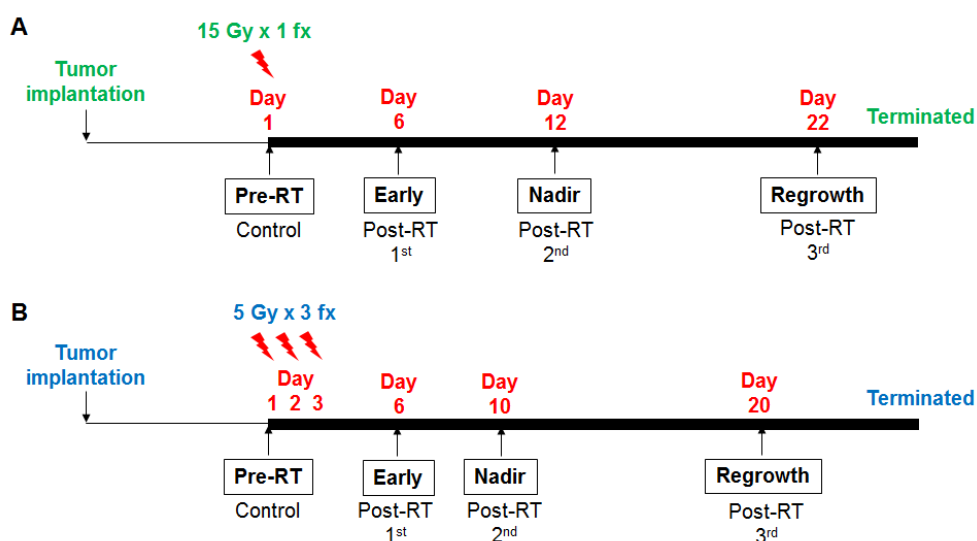 A
15 Gy x 1 fx
Tumor
implantation
Day
1
Day
6
Day
12
Day
22
Terminated
Pre-RT
Control
Early
Post-RT
1st
Nadir
Post-RT
2nd
Regrowth
Post-RT
3rd
B
5 Gy x 3 fx
Tumor
implantation
Day
1 2 3
Day
6
Day
10
Day
20
Terminated
Pre-RT
Control
Early
Post-RT
1st
Nadir
Post-RT
2nd
Regrowth
Post-RT
3rd